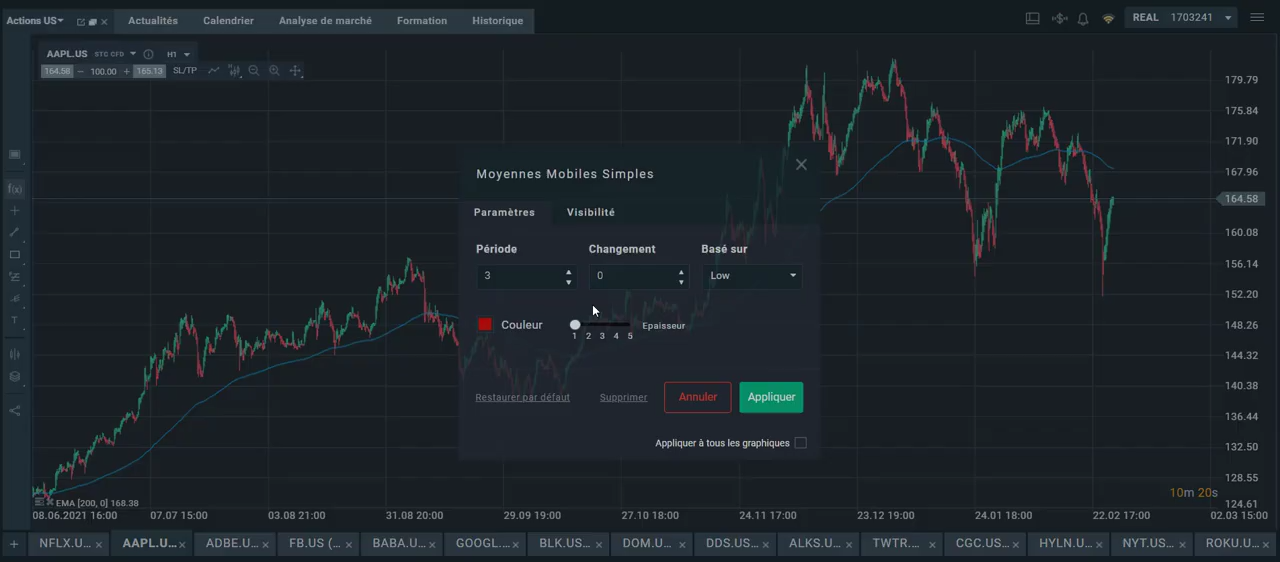 Actions US
Actualités Calendrier Analyse de marché Formation Historique
REAL 1703241
AAPL.US STC CFD H1
164.58 − 100.00 + 165.13 SL/TP
179.79
175.84
171.90
167.96
164.58
160.08
156.14
152.20
148.26
144.32
140.38
136.44
132.50
128.55
124.61
f(x)
T
Moyennes Mobiles Simples
Paramètres Visibilité
Période Changement Basé sur
3 0 Low
Couleur Epaisseur
1 2 3 4 5
Restaurer par défaut Supprimer Annuler Appliquer
Appliquer à tous les graphiques
10m 20s
EMA [200, 0] 168.38
08.06.2021 16:00 07.07 15:00 03.08 21:00 31.08 20:00 29.09 19:00 27.10 18:00 24.11 17:00 23.12 19:00 24.01 18:00 22.02 17:00 02.03 15:00
+ NFLX.U... AAPL.U... ADBE.U... FB.US (... BABA.U... GOOGL.... BLK.US... DOM.U... DDS.US... ALKS.U... TWTR.... CGC.US... HYLN.U... NYT.US... ROKU.U...